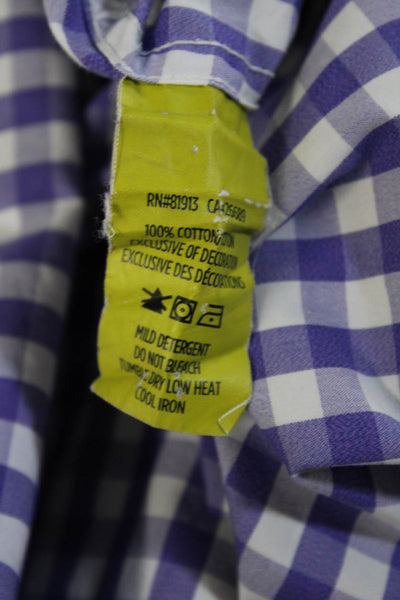 RN#81913
100% COTTON/COTON
EXCLUSIVE OF DECORATION
EXCLUSIVE DES DÉCORATIONS
MILD DETERGENT
DO NOT BLEACH
TUMBLE DRY LOW HEAT
COOL IRON